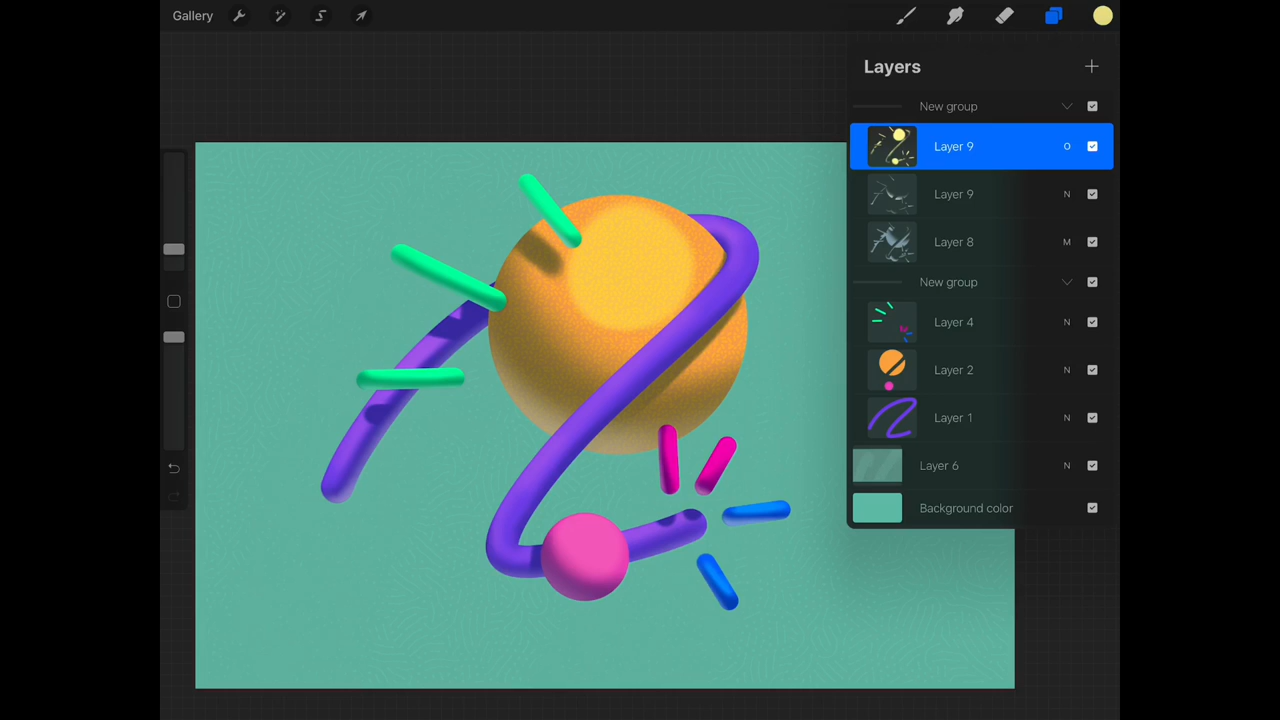 Gallery
Layers
New group
Layer 9 O
Layer 9 N
Layer 8 M
New group
Layer 4 N
Layer 2 N
Layer 1 N
Layer 6 N
Background color